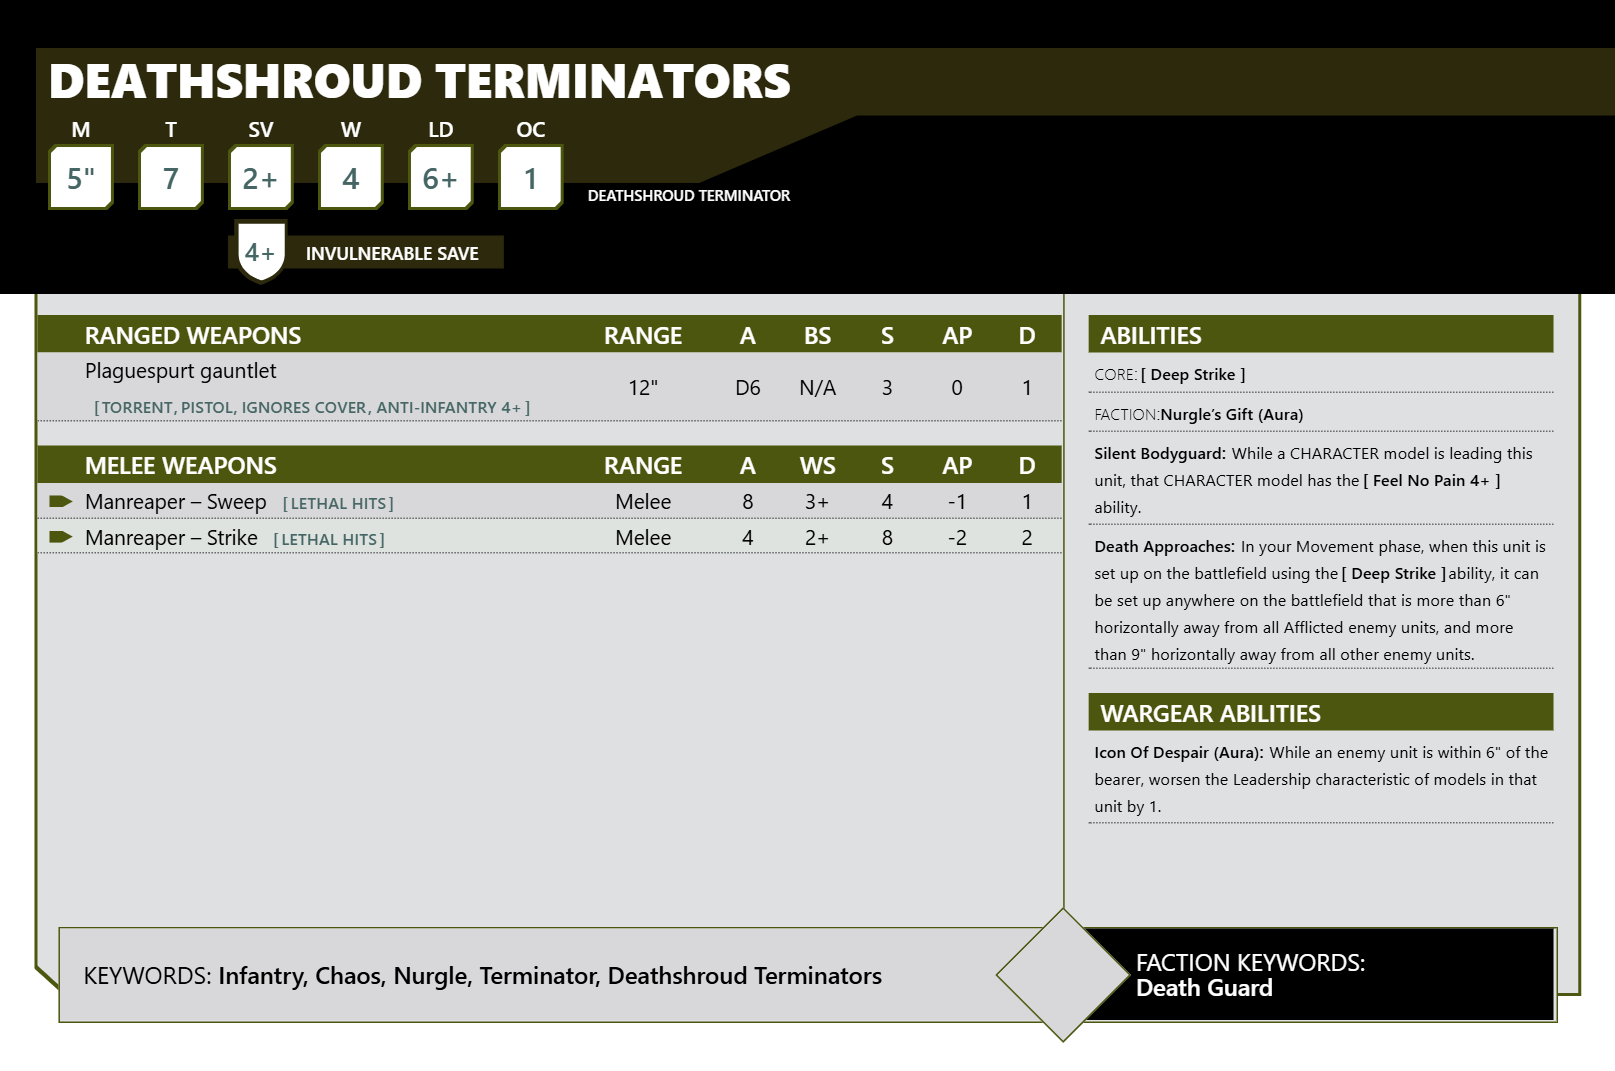 DEATHSHROUD TERMINATORS
M T SV W LD OC
5" 7 2+ 4 6+ 1
DEATHSHROUD TERMINATOR
4+ INVULNERABLE SAVE
RANGED WEAPONS RANGE A BS S AP D
Plaguespurt gauntlet
12" D6 N/A 3 0 1
[TORRENT, PISTOL, IGNORES COVER, ANTI-INFANTRY 4+]
MELEE WEAPONS RANGE A WS S AP D
Manreaper – Sweep [LETHAL HITS] Melee 8 3+ 4 -1 1
Manreaper – Strike [LETHAL HITS] Melee 4 2+ 8 -2 2
ABILITIES
CORE: [ Deep Strike ]
FACTION:Nurgle’s Gift (Aura)
Silent Bodyguard: While a CHARACTER model is leading this
unit, that CHARACTER model has the [ Feel No Pain 4+ ]
ability.
Death Approaches: In your Movement phase, when this unit is
set up on the battlefield using the [ Deep Strike ] ability, it can
be set up anywhere on the battlefield that is more than 6"
horizontally away from all Afflicted enemy units, and more
than 9" horizontally away from all other enemy units.
WARGEAR ABILITIES
Icon Of Despair (Aura): While an enemy unit is within 6" of the
bearer, worsen the Leadership characteristic of models in that
unit by 1.
KEYWORDS: Infantry, Chaos, Nurgle, Terminator, Deathshroud Terminators
FACTION KEYWORDS:
Death Guard